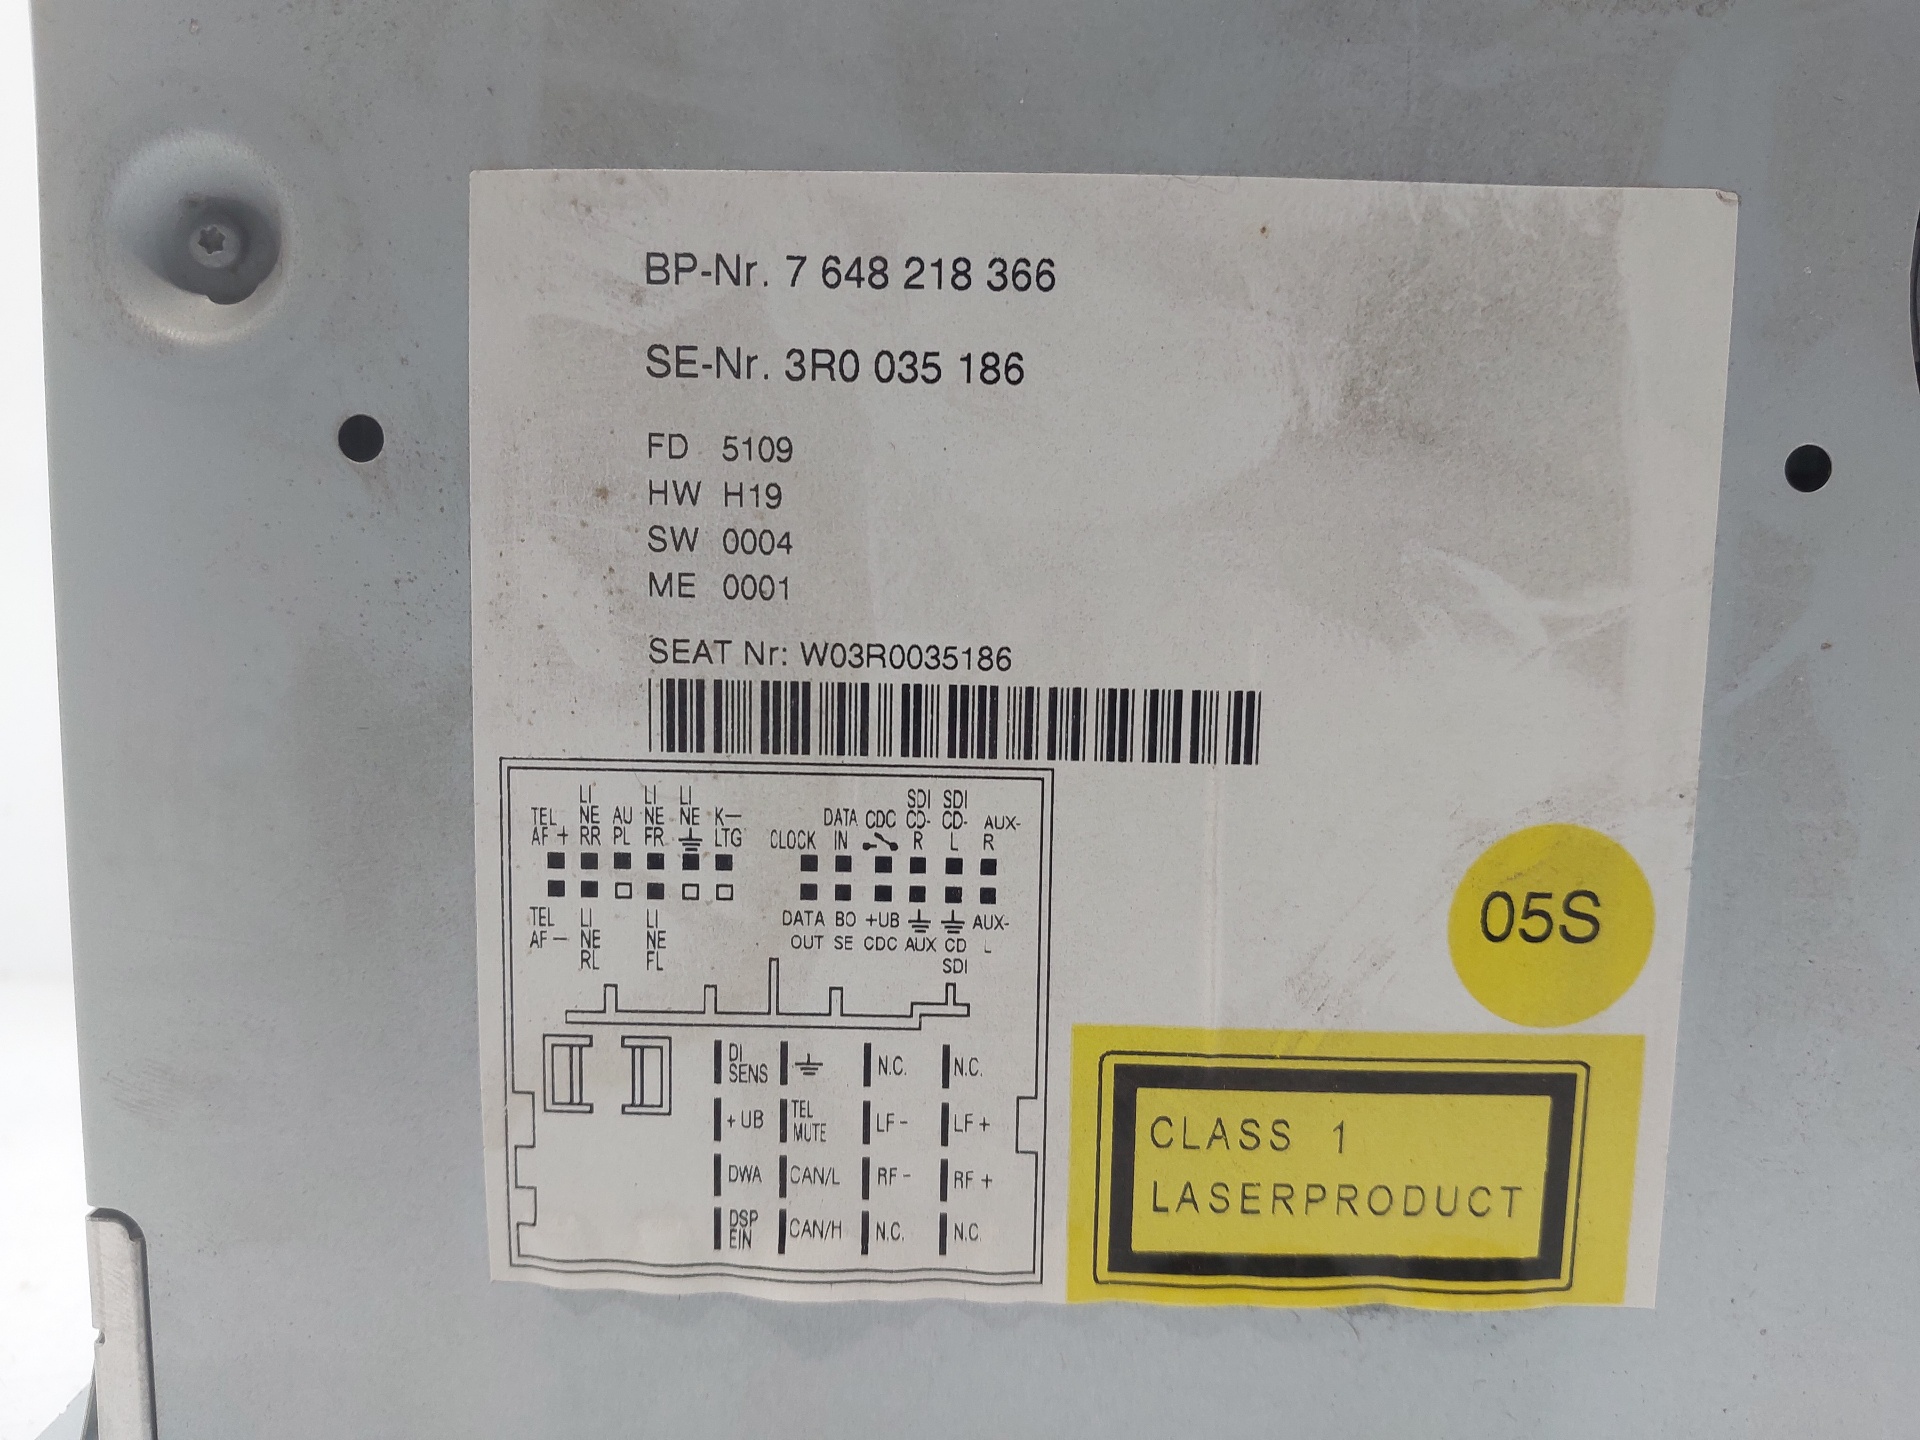 BP-Nr. 7 648 218 366
SE-Nr. 3R0 035 186
FD 5109
HW H19
SW 0004
ME 0001
SEAT Nr: W03R0035186
LI LI LI SDI SDI
TEL NE AU NE NE K– DATA CDC CD- CD- AUX-
AF + RR PL FR LTG CLOCK IN R L R
TEL LI LI DATA BO +UB AUX-
AF – NE NE OUT SE CDC AUX CD L
RL FL SDI
05S
DI
SENS N.C. N.C.
+ UB TEL
MUTE LF - LF +
DWA CAN/L RF - RF +
DSP
EIN CAN/H N.C. N.C.
CLASS 1
LASERPRODUCT